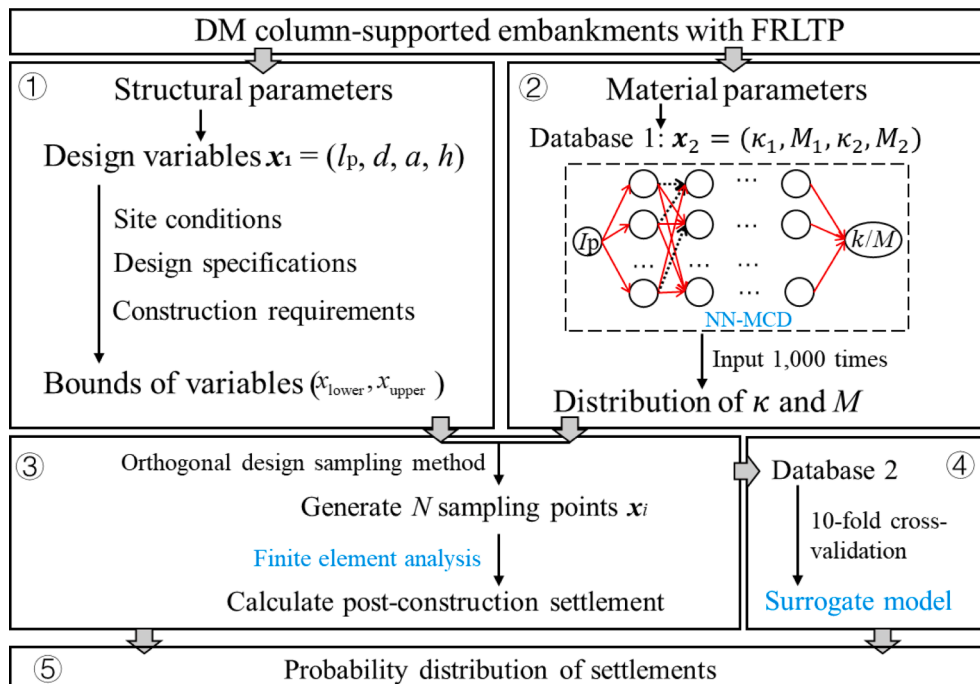 DM column-supported embankments with FRLTP
①
Structural parameters
Design variables x₁ = (lp, d, a, h)
Site conditions
Design specifications
Construction requirements
Bounds of variables (x_lower, x_upper)
②
Material parameters
Database 1: x₂ = (κ₁, M₁, κ₂, M₂)
... ...
Ip
k/M
... ... ...
NN-MCD
Input 1,000 times
Distribution of κ and M
③
Orthogonal design sampling method
Generate N sampling points xi
Finite element analysis
Calculate post-construction settlement
④
Database 2
10-fold cross-
validation
Surrogate model
⑤
Probability distribution of settlements